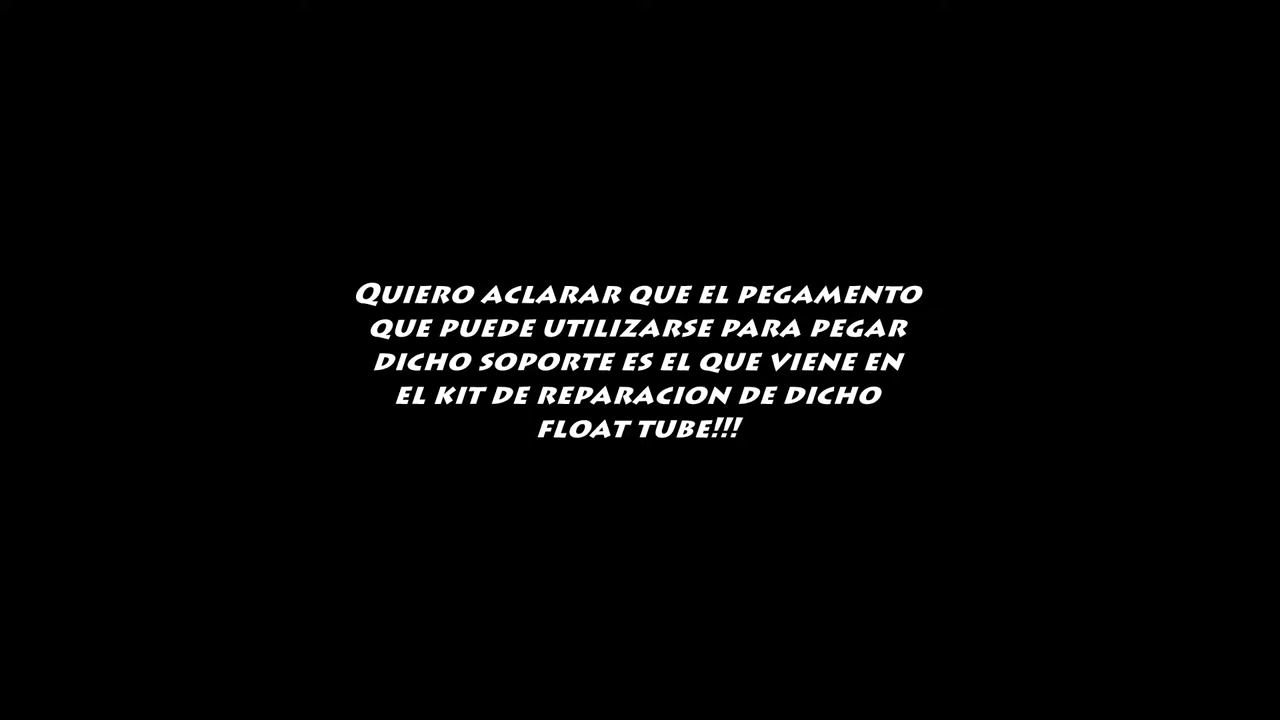 Quiero aclarar que el pegamento
que puede utilizarse para pegar
dicho soporte es el que viene en
el kit de reparacion de dicho
float tube!!!